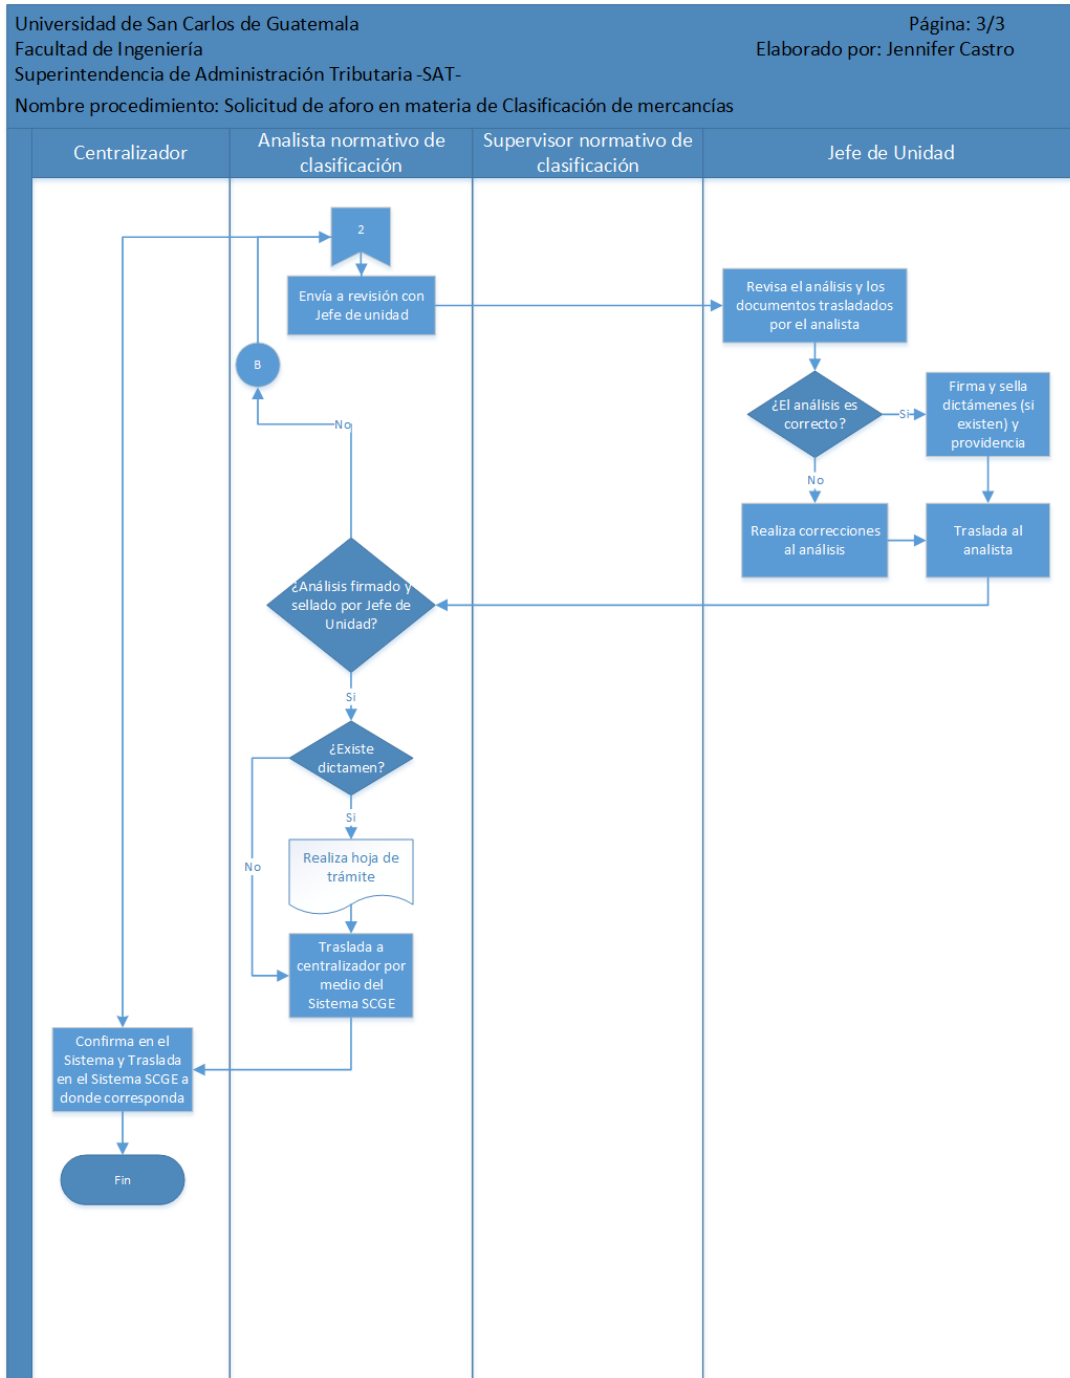 Universidad de San Carlos de Guatemala
Página: 3/3
Facultad de Ingeniería
Elaborado por: Jennifer Castro
Superintendencia de Administración Tributaria -SAT-
Nombre procedimiento: Solicitud de aforo en materia de Clasificación de mercancías
Centralizador
Analista normativo de
clasificación
Supervisor normativo de
clasificación
Jefe de Unidad
2
Envía a revisión con
Jefe de unidad
Revisa el análisis y los
documentos trasladados
por el analista
B
¿El análisis es
correcto?
Si
Firma y sella
dictámenes (si
existen) y
providencia
No
No
Realiza correcciones
al análisis
Traslada al
analista
¿Análisis firmado y
sellado por Jefe de
Unidad?
Si
¿Existe
dictamen?
Si
No
Realiza hoja de
trámite
Traslada a
centralizador por
medio del
Sistema SCGE
Confirma en el
Sistema y Traslada
en el Sistema SCGE a
donde corresponda
Fin